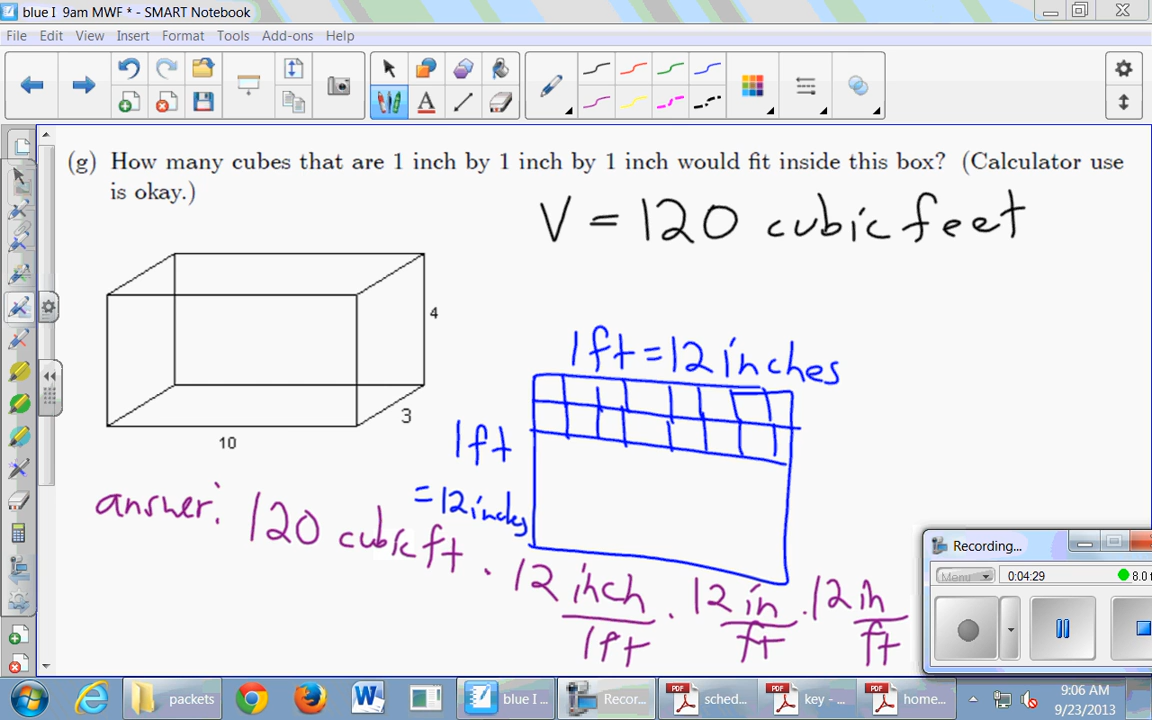 blue I 9am MWF * - SMART Notebook
File Edit View Insert Format Tools Add-ons Help
(g) How many cubes that are 1 inch by 1 inch by 1 inch would fit inside this box? (Calculator use
is okay.)
V = 120 cubic feet
4
3
10
1ft = 12 inches
1ft
= 12 inches
answer: 120 cubic ft · 12 inch/1ft · 12 in/ft · 12 in/ft
Recording...
Menu
0:04:29
8.0 f
packets
blue I ...
Recor...
sched...
key - ...
home...
9:06 AM
9/23/2013